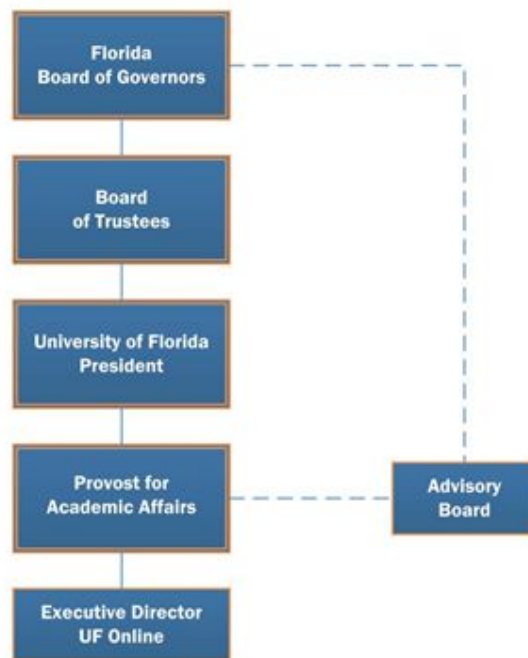 Florida
Board of Governors
Board
of Trustees
University of Florida
President
Provost for
Academic Affairs
Advisory
Board
Executive Director
UF Online